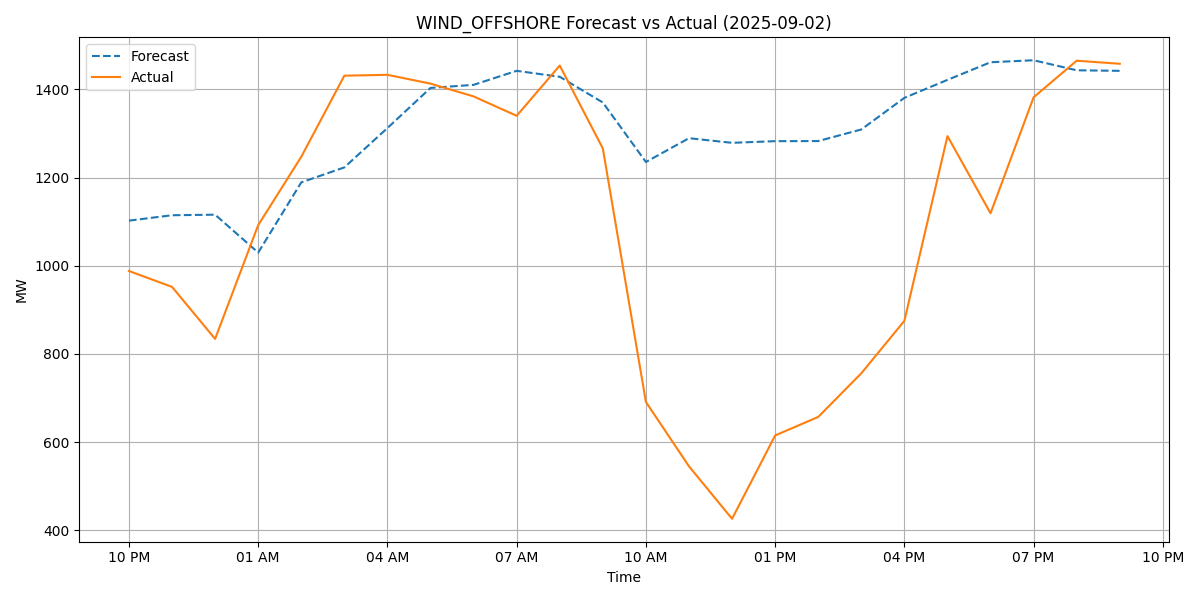 WIND_OFFSHORE Forecast vs Actual (2025-09-02)
Forecast
Actual
1400
1200
1000
800
600
400
MW
10 PM 01 AM 04 AM 07 AM 10 AM 01 PM 04 PM 07 PM 10 PM
Time